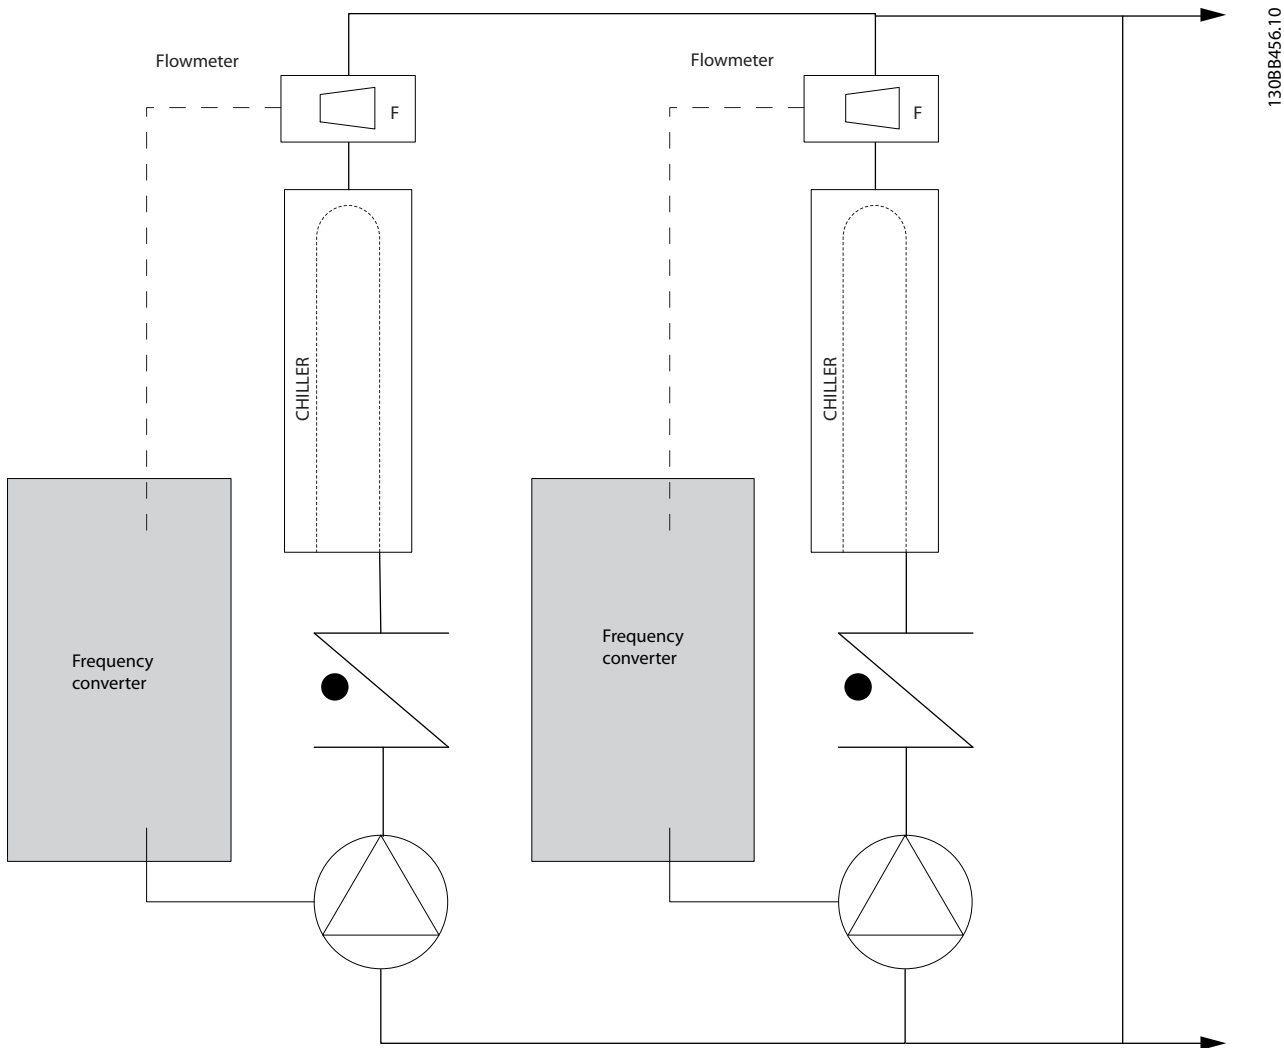 Flowmeter
Flowmeter
130BB456.10
F
F
CHILLER
CHILLER
Frequency
converter
Frequency
converter